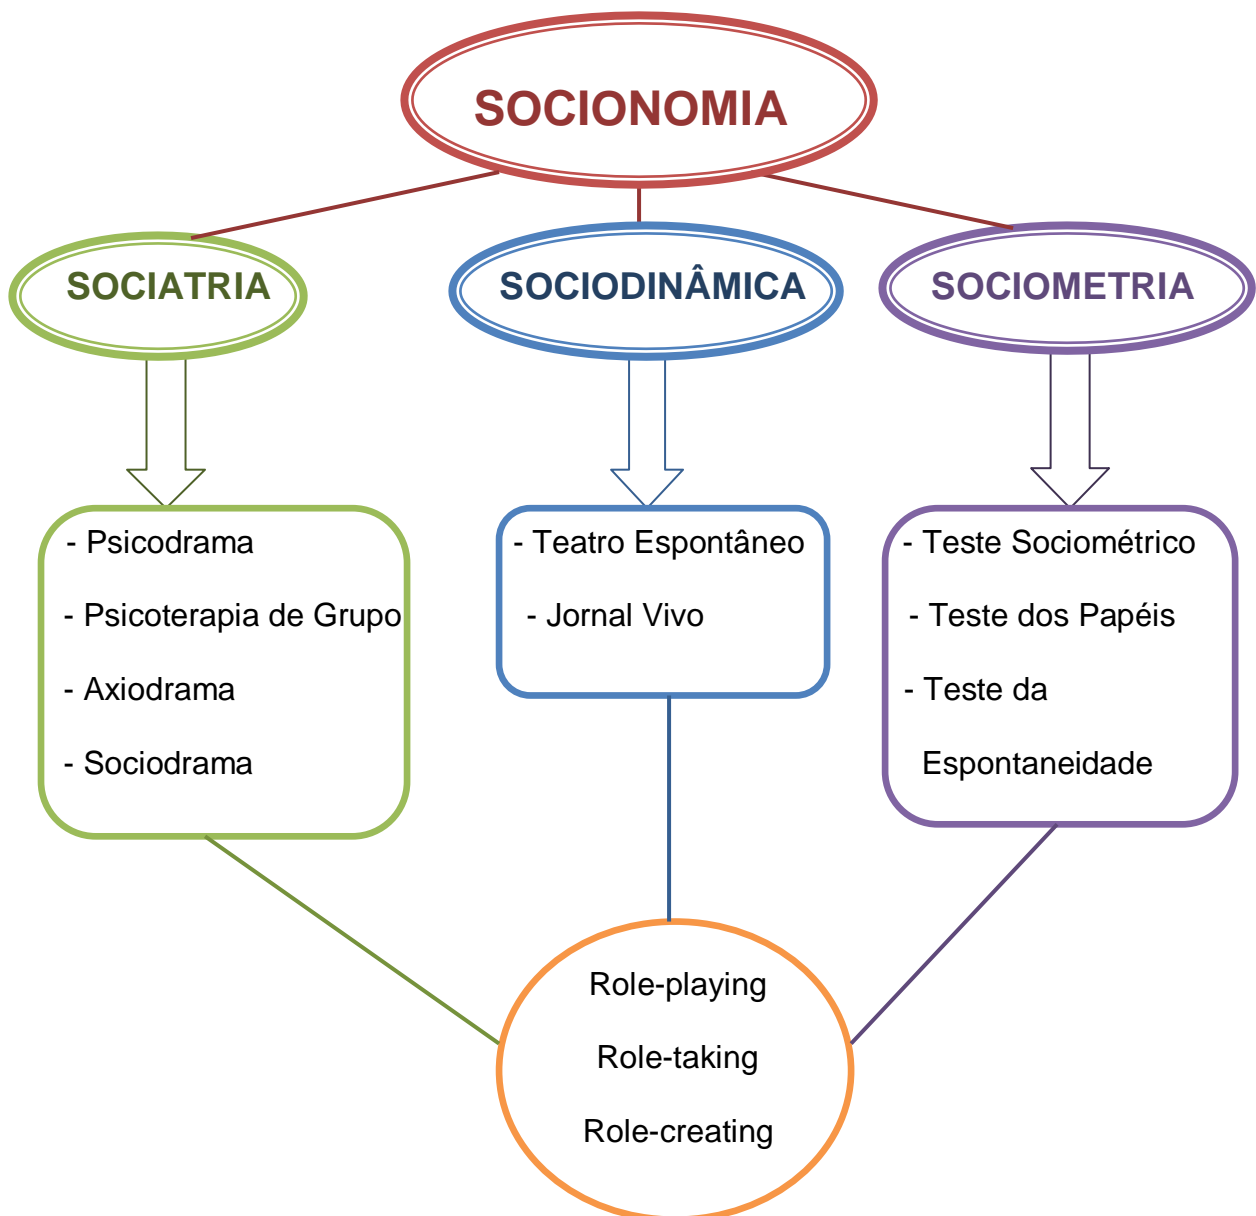 SOCIONOMIA
SOCIATRIA
SOCIODINÂMICA
SOCIOMETRIA
- Psicodrama
- Psicoterapia de Grupo
- Axiodrama
- Sociodrama
- Teatro Espontâneo
- Jornal Vivo
- Teste Sociométrico
- Teste dos Papéis
- Teste da
Espontaneidade
Role-playing
Role-taking
Role-creating